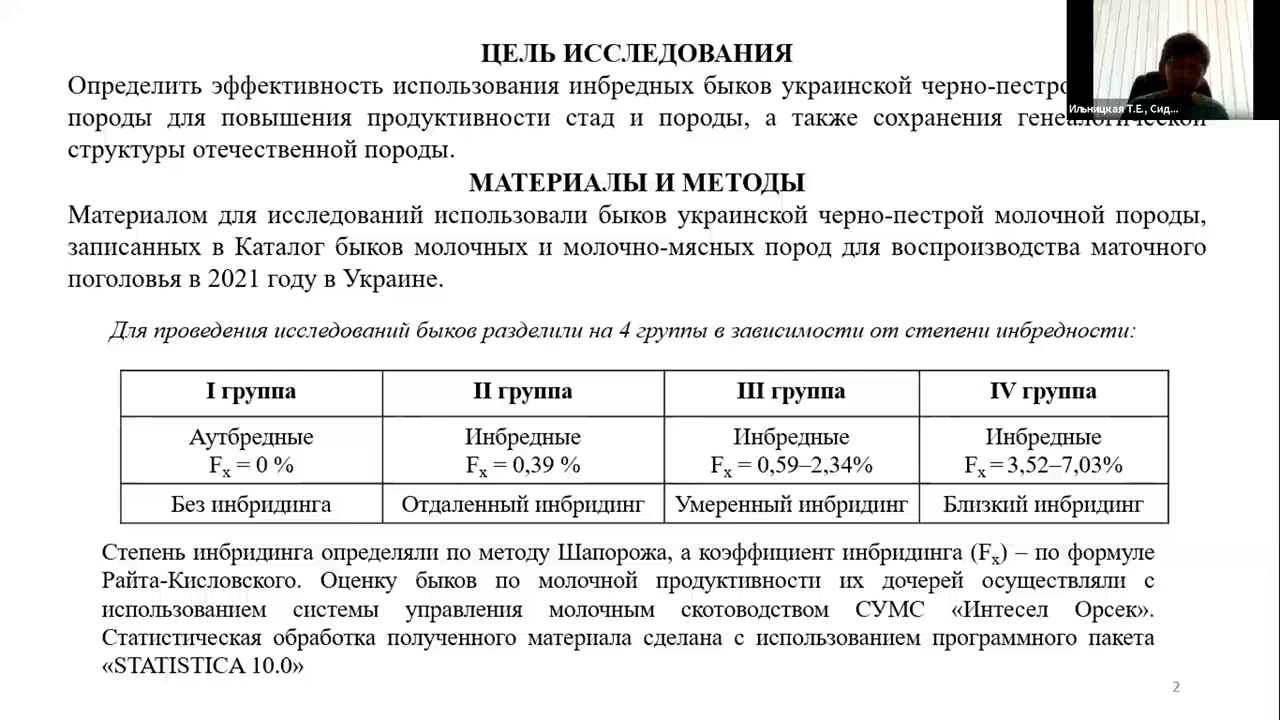 ЦЕЛЬ ИССЛЕДОВАНИЯ
Определить эффективность использования инбредных быков украинской
породы для повышения продуктивности стад и породы, а также сохранения генеалогической
структуры отечественной породы.
МАТЕРИАЛЫ И МЕТОДЫ
Материалом для исследований использовали быков украинской черно-пестрой молочной породы,
записанных в Каталог быков молочных и молочно-мясных пород для воспроизводства маточного
поголовья в 2021 году в Украине.
Для проведения исследований быков разделили на 4 группы в зависимости от степени инбредности:
I группа II группа III группа IV группа
Аутбредные Инбредные Инбредные Инбредные
Fx = 0 % Fx = 0,39 % Fx = 0,59–2,34% Fx = 3,52–7,03%
Без инбридинга Отдаленный инбридинг Умеренный инбридинг Близкий инбридинг
Степень инбридинга определяли по методу Шапорожа, а коэффициент инбридинга (Fx) – по формуле
Райта-Кисловского. Оценку быков по молочной продуктивности их дочерей осуществляли с
использованием системы управления молочным скотоводством СУМС «Интесел Орсек».
Статистическая обработка полученного материала сделана с использованием программного пакета
«STATISTICA 10.0»
2
Ильницкая Т.Е., Сид...